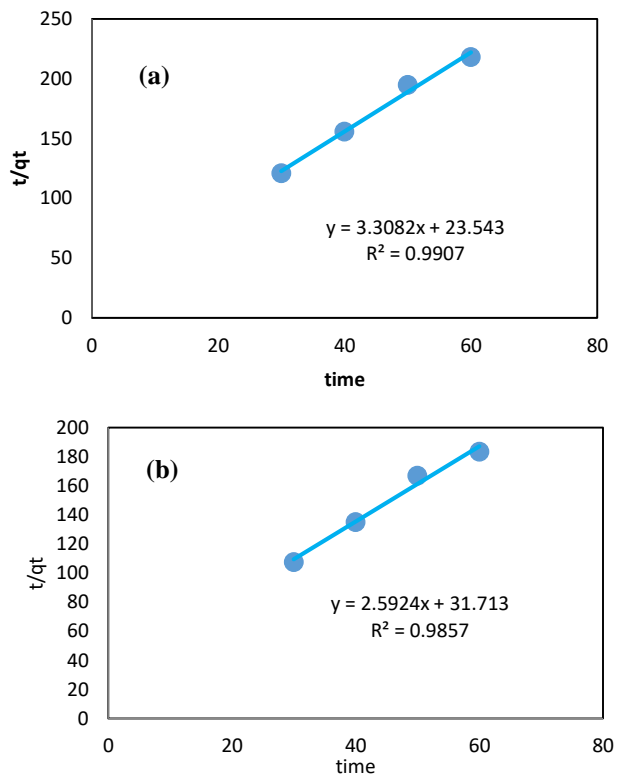 250
200
150
100
50
0
t/qt
(a)
y = 3.3082x + 23.543
R² = 0.9907
0 20 40 60 80
time
200
180
160
140
120
100
80
60
40
20
0
t/qt
(b)
y = 2.5924x + 31.713
R² = 0.9857
0 20 40 60 80
time